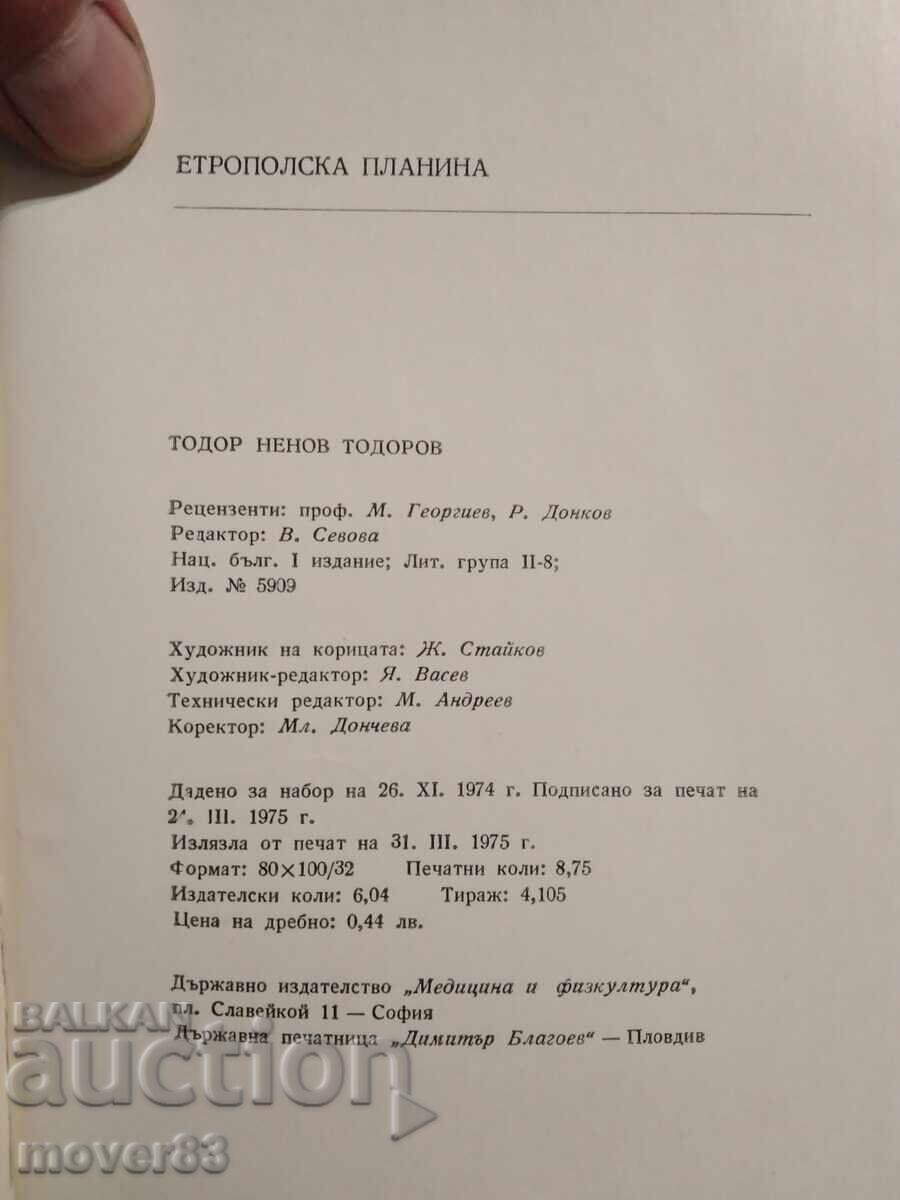 ЕТРОПОЛСКА ПЛАНИНА
ТОДОР НЕНОВ ТОДОРОВ
Рецензенти: проф. М. Георгиев, Р. Донков
Редактор: В. Севова
Нац. бълг. I издание; Лит. група II-8;
Изд. № 5909
Художник на корицата: Ж. Стайков
Художник-редактор: Я. Васев
Технически редактор: М. Андреев
Коректор: Мл. Дончева
Дадено за набор на 26. XI. 1974 г. Подписано за печат на
III. 1975 г.
Излязла от печат на 31. III. 1975 г.
Формат: 80×100/32 Печатни коли: 8,75
Издателски коли: 6,04 Тираж: 4,105
Цена на дребно: 0,44 лв.
Държавно издателство „Медицина и физкултура“,
пл. Славейкой 11 — София
Държавна печатница „Димитър Благоев“ — Пловдив
BALKAN
auction
mover83